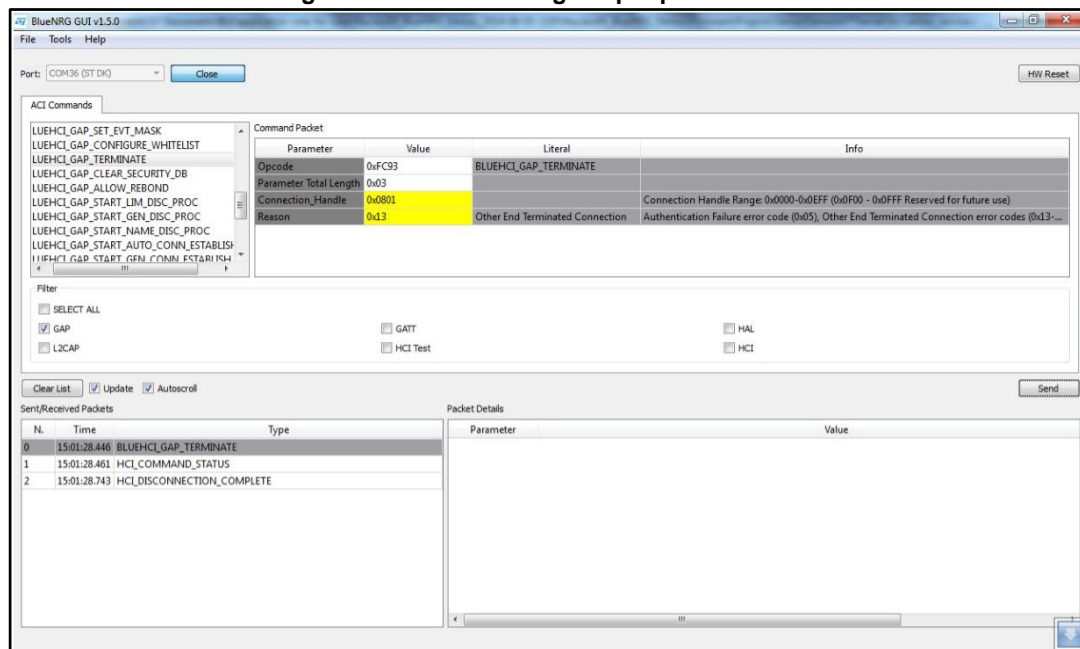 BlueNRG GUI v1.5.0
File Tools Help
Port: COM36 (ST DK) Close HW Reset
ACI Commands
LUEHCI_GAP_SET_EVT_MASK
LUEHCI_GAP_CONFIGURE_WHITELIST
LUEHCI_GAP_TERMINATE
LUEHCI_GAP_CLEAR_SECURITY_DB
LUEHCI_GAP_ALLOW_REBOND
LUEHCI_GAP_START_LIM_DISC_PROC
LUEHCI_GAP_START_GEN_DISC_PROC
LUEHCI_GAP_START_NAME_DISC_PROC
LUEHCI_GAP_START_AUTO_CONN_ESTABLISH
LUEHCI_GAP_START_GEN_CONN_ESTABLISH
Command Packet
Parameter Value Literal Info
Opcode 0xFC93 BLUEHCI_GAP_TERMINATE
Parameter Total Length 0x03
Connection_Handle 0x0801 Connection Handle Range: 0x0000-0x0EFF (0x0F00 - 0x0FFF Reserved for future use)
Reason 0x13 Other End Terminated Connection Authentication Failure error code (0x05), Other End Terminated Connection error codes (0x13-...
Filter
SELECT ALL
GAP GATT HAL
L2CAP HCI Test HCI
Clear List Update Autoscroll Send
Sent/Received Packets Packet Details
N. Time Type Parameter Value
0 15:01:28.446 BLUEHCI_GAP_TERMINATE
1 15:01:28.461 HCI_COMMAND_STATUS
2 15:01:28.743 HCI_DISCONNECTION_COMPLETE